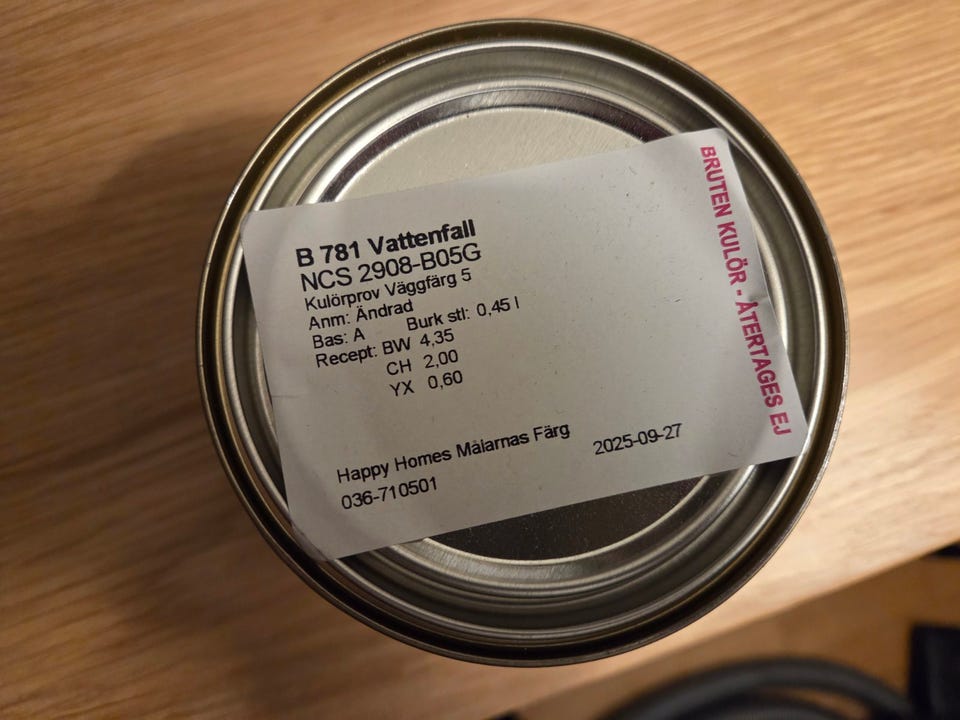 B 781 Vattenfall
NCS 2908-B05G
Kulörprov Väggfärg 5
Anm: Ändrad
Bas: A Burk stl: 0,45 l
Recept: BW 4,35
CH 2,00
YX 0,60
Happy Homes Målarnas Färg 2025-09-27
036-710501
BRUTEN KULÖR - ÅTERTAGES EJ